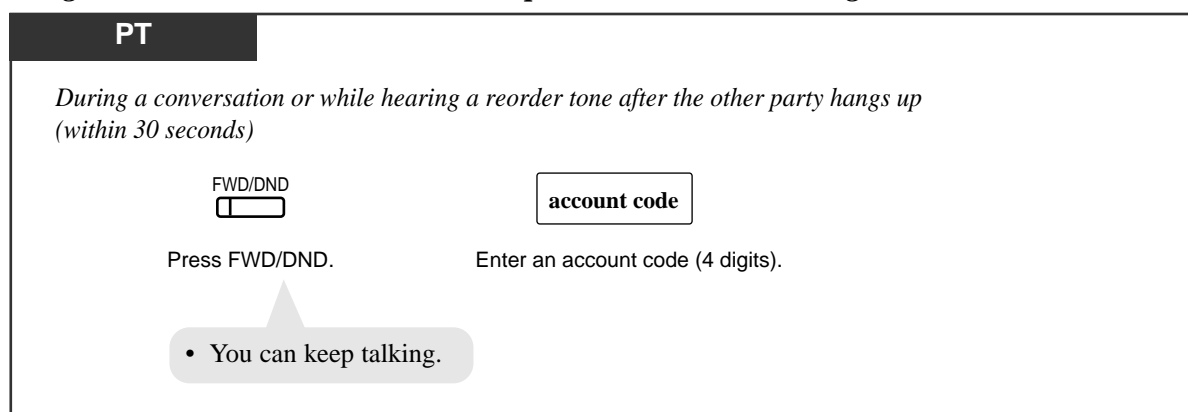 PT
During a conversation or while hearing a reorder tone after the other party hangs up
(within 30 seconds)
FWD/DND
account code
Press FWD/DND.
Enter an account code (4 digits).
• You can keep talking.